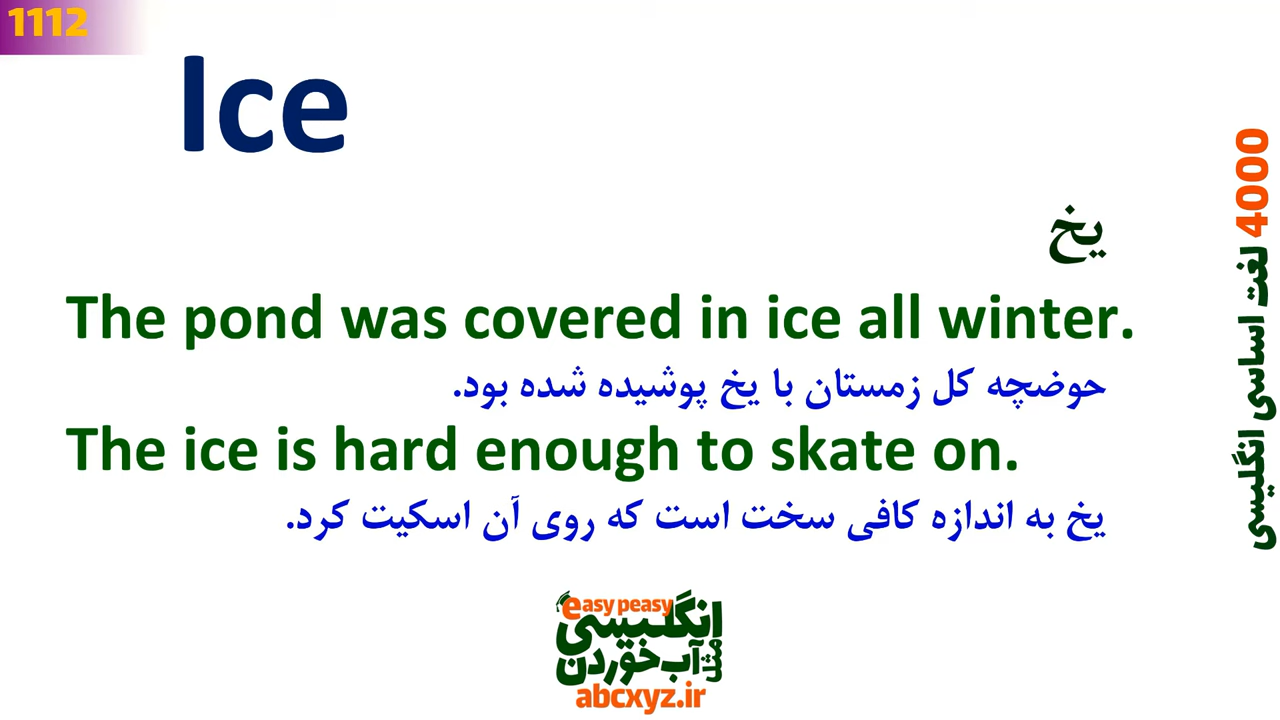 1112
Ice
یخ
The pond was covered in ice all winter.
حوضچه کل زمستان با یخ پوشیده شده بود.
The ice is hard enough to skate on.
یخ به اندازه کافی سخت است که روی آن اسکیت کرد.
4000 لغت اساسی انگلیسی
easy peasy
انگلیسی
مثل آب خوردن
abcxyz.ir